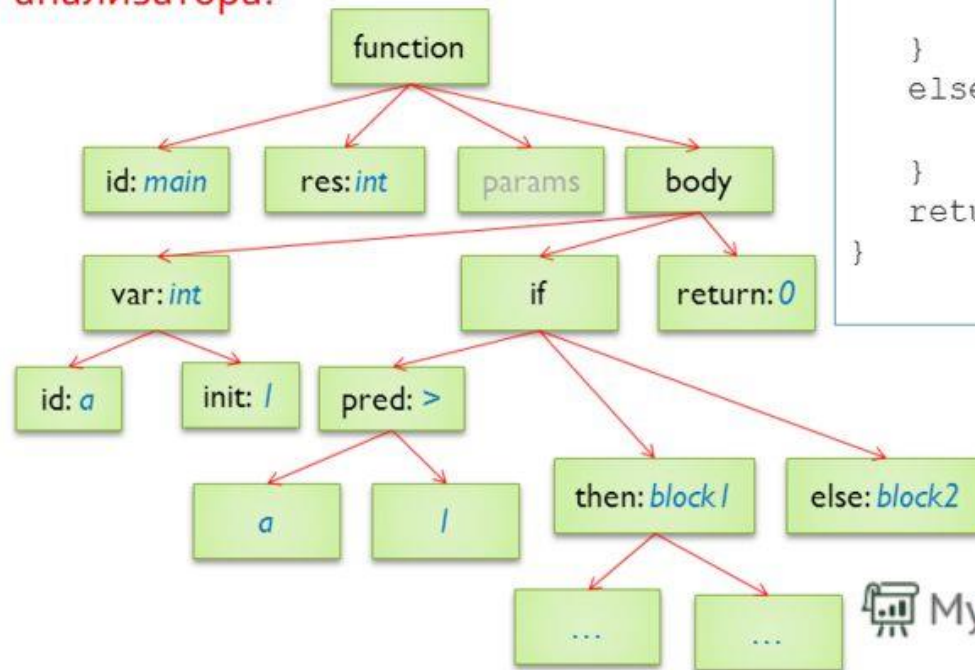 анализатора?
function
}
else
}
retu
}
id: main
res: int
params
body
var: int
if
return: 0
id: a
init: 1
pred: >
a
1
then: block1
else: block2
...
...
My